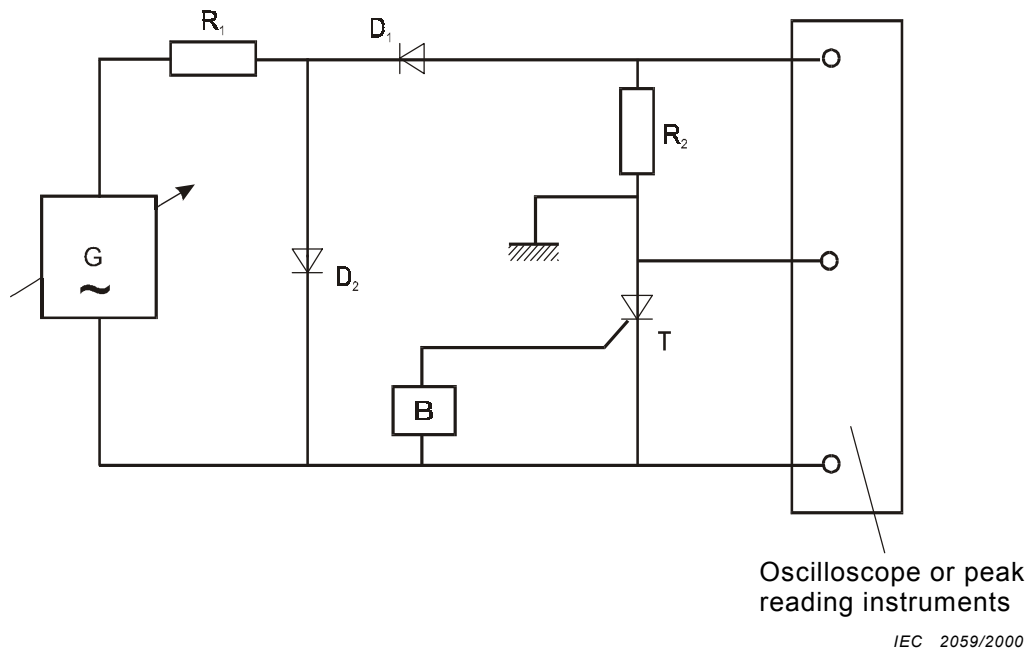 R₁
D₁
R₂
G
~
D₂
T
B
Oscilloscope or peak
reading instruments
IEC 2059/2000